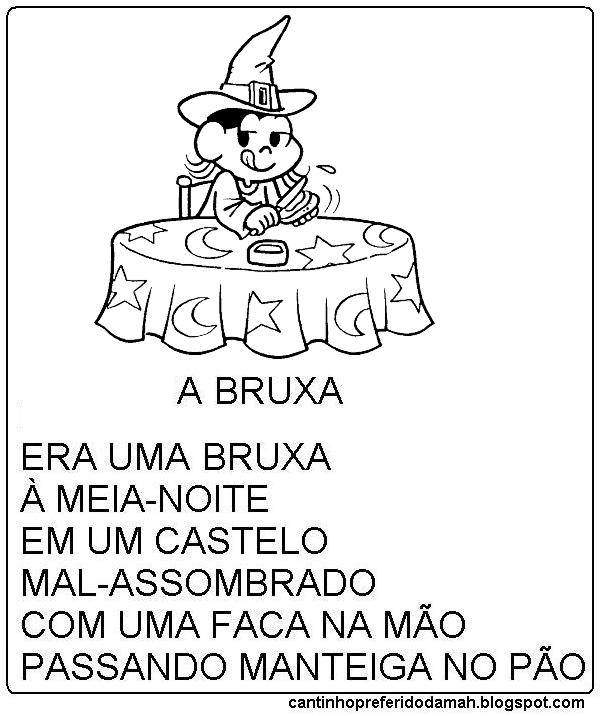 A BRUXA
ERA UMA BRUXA
À MEIA-NOITE
EM UM CASTELO
MAL-ASSOMBRADO
COM UMA FACA NA MÃO
PASSANDO MANTEIGA NO PÃO
cantinhopreferidodamah.blogspot.com